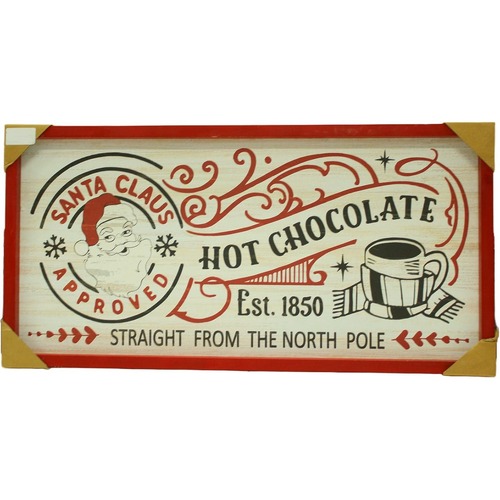 SANTA CLAUS
APPROVED
HOT CHOCOLATE
Est. 1850
STRAIGHT FROM THE NORTH POLE